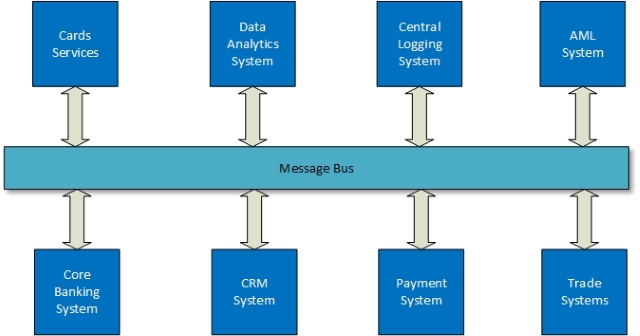 Cards
Services
Data
Analytics
System
Central
Logging
System
AML
System
Message Bus
Core
Banking
System
CRM
System
Payment
System
Trade
Systems